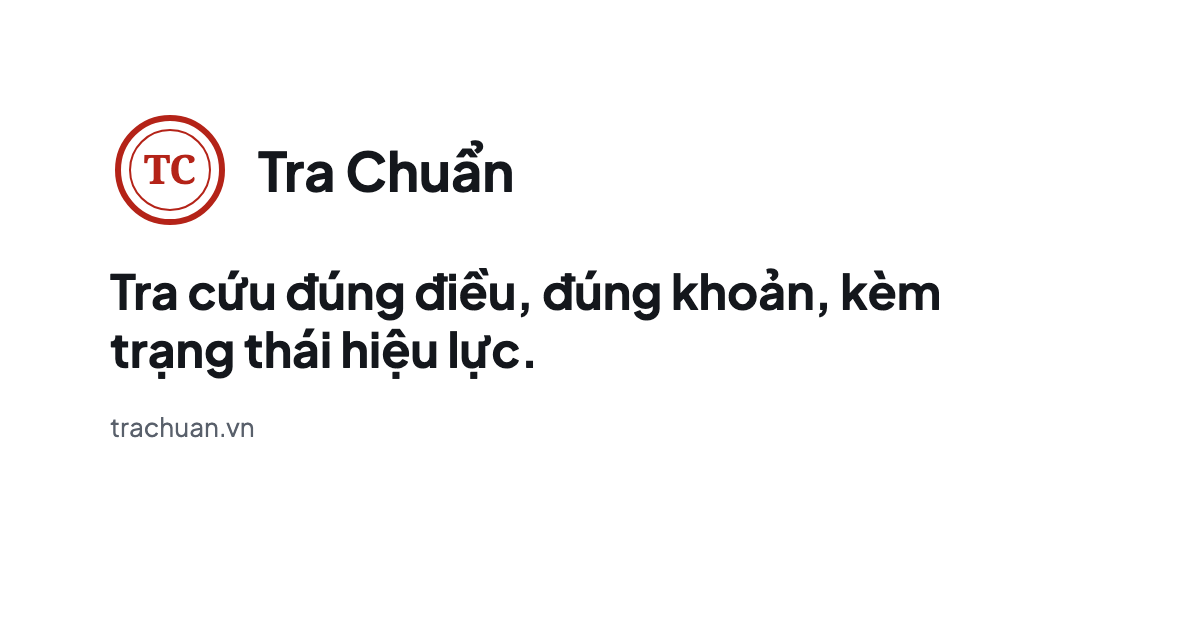 TC
Tra Chuẩn
Tra cứu đúng điều, đúng khoản, kèm
trạng thái hiệu lực.
trachuan.vn